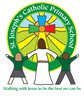 St. Joseph's Catholic Primary School
Walking with Jesus to be the best we can be